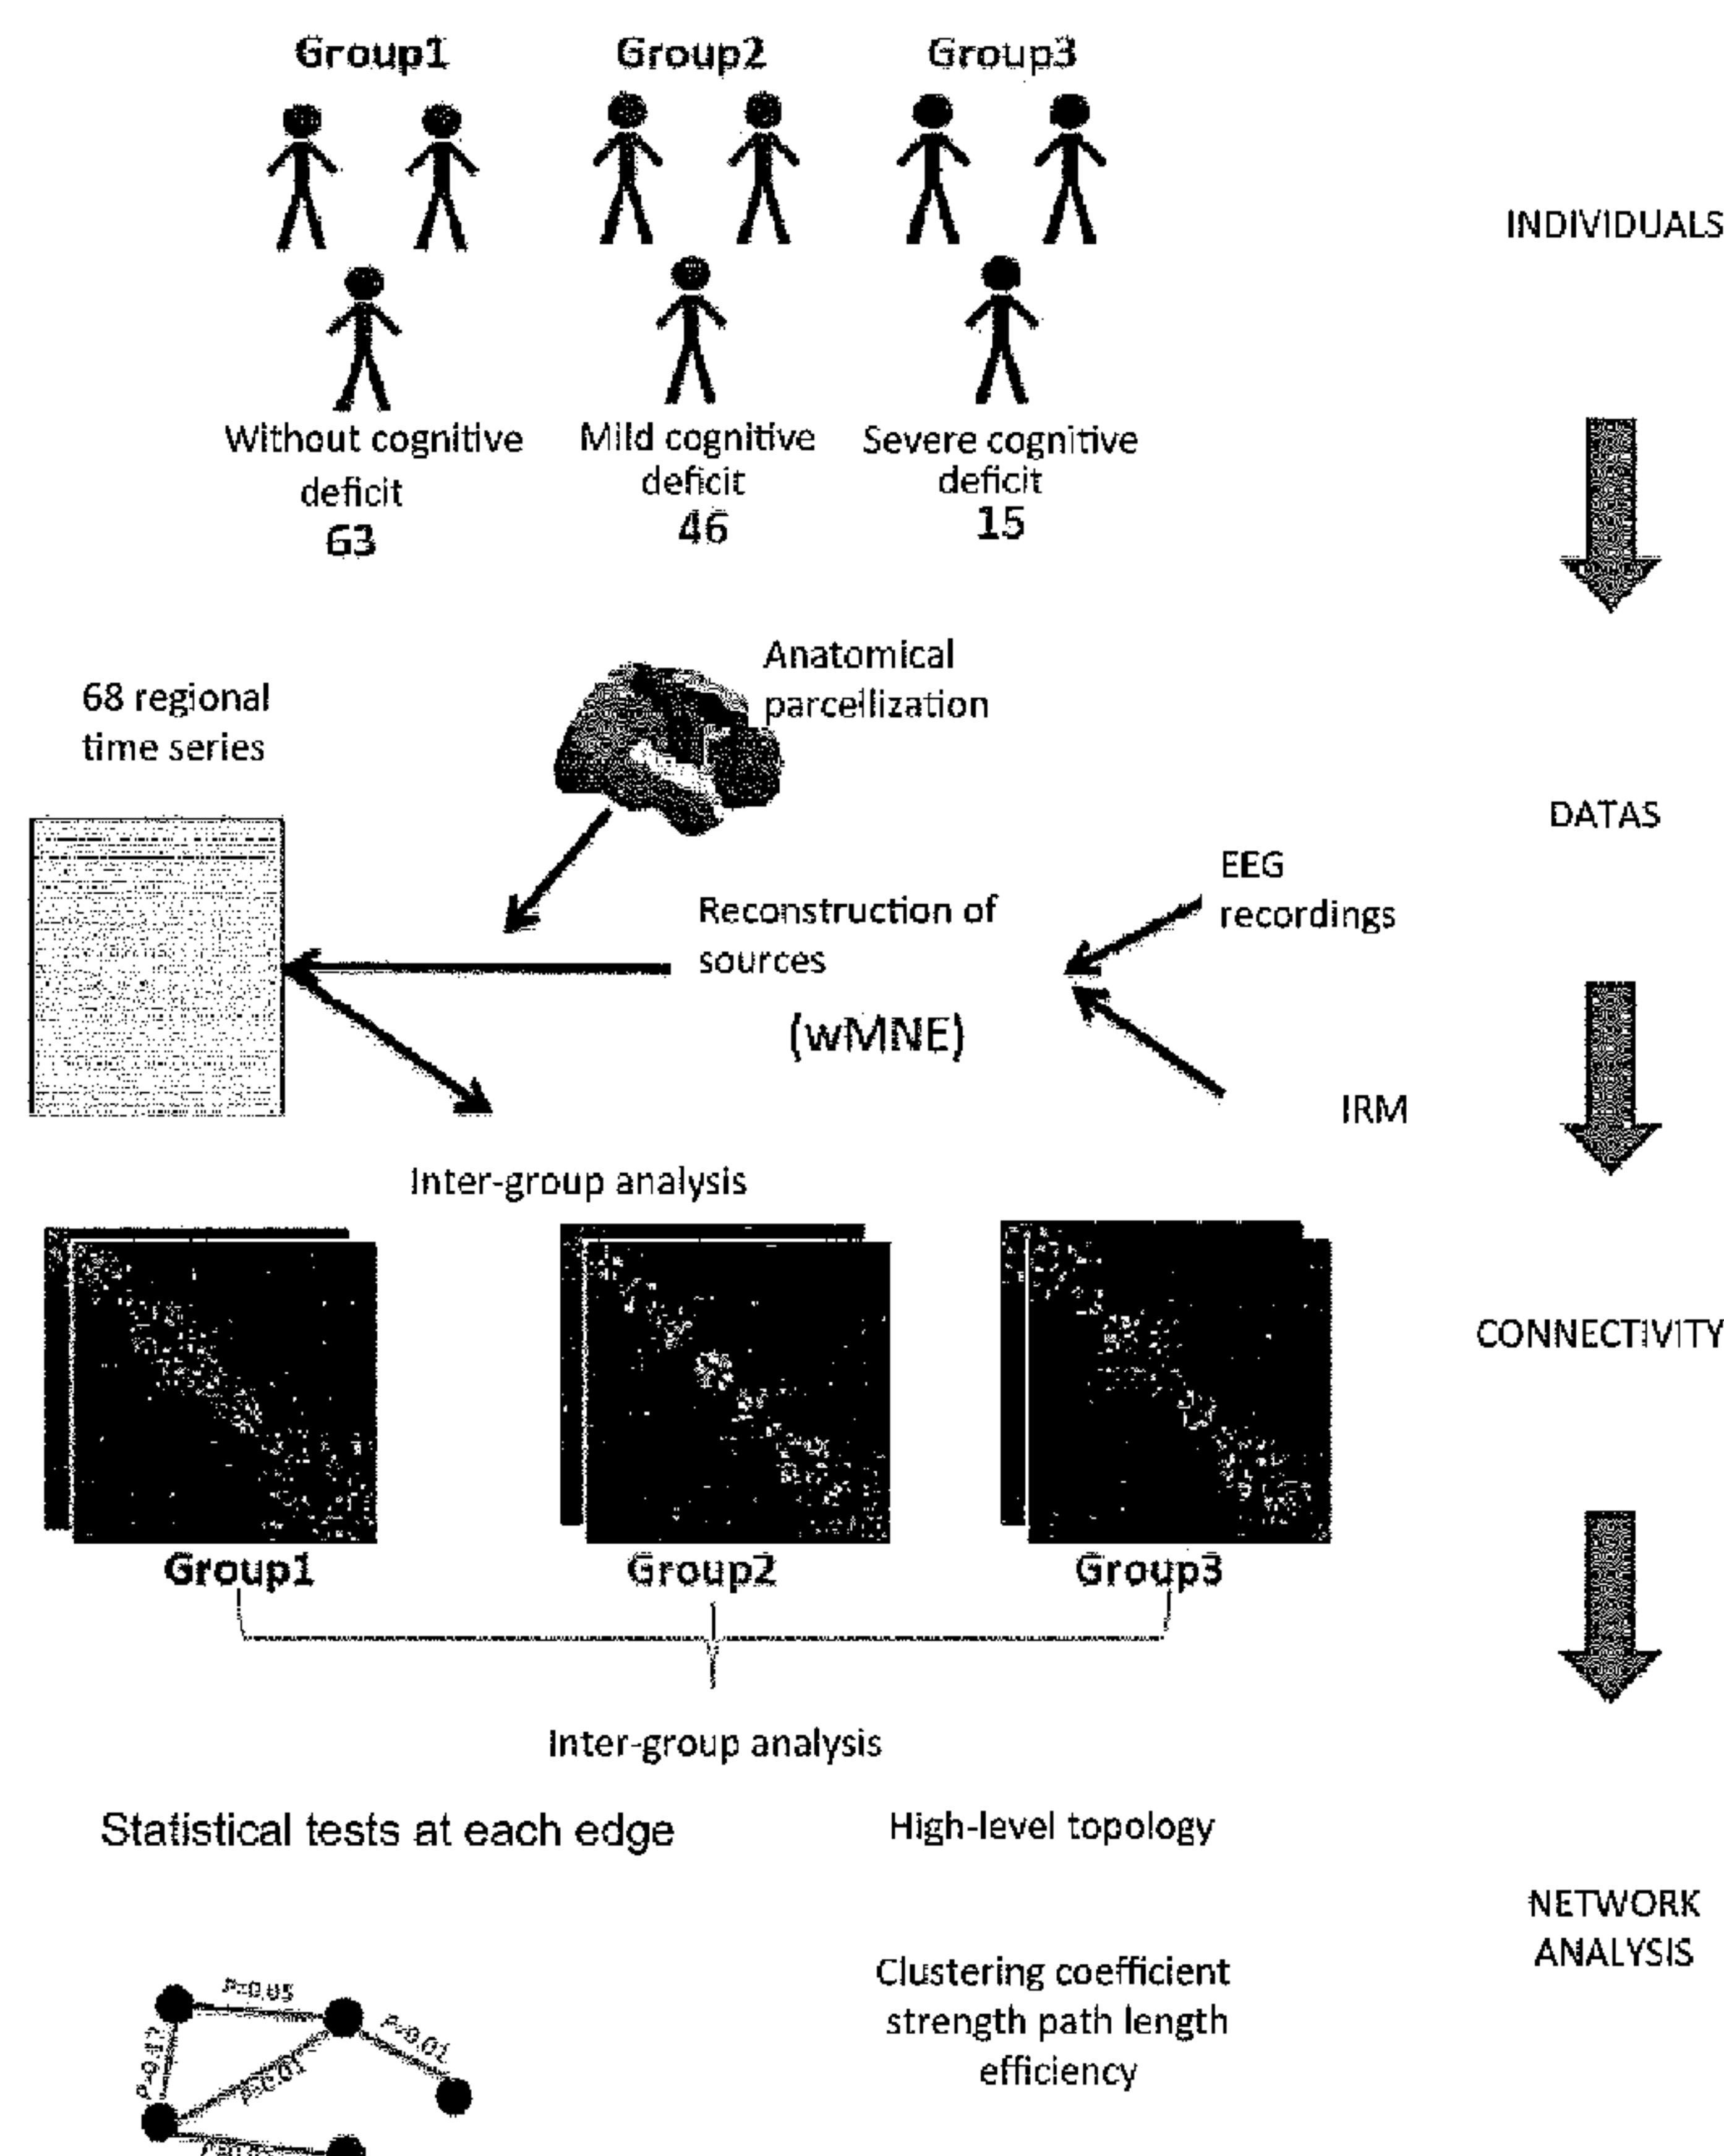 Group1 Group2 Group3
INDIVIDUALS
Without cognitive
deficit
63
Mild cognitive
deficit
46
Severe cognitive
deficit
15
68 regional
time series
Anatomical
parcellization
DATAS
EEG
recordings
Reconstruction of
sources
(wMNE)
IRM
Inter-group analysis
CONNECTIVITY
Group1 Group2 Group3
Inter-group analysis
Statistical tests at each edge
High-level topology
NETWORK
ANALYSIS
Clustering coefficient
strength path length
efficiency
P=0.05
P=0.01
P=0.01